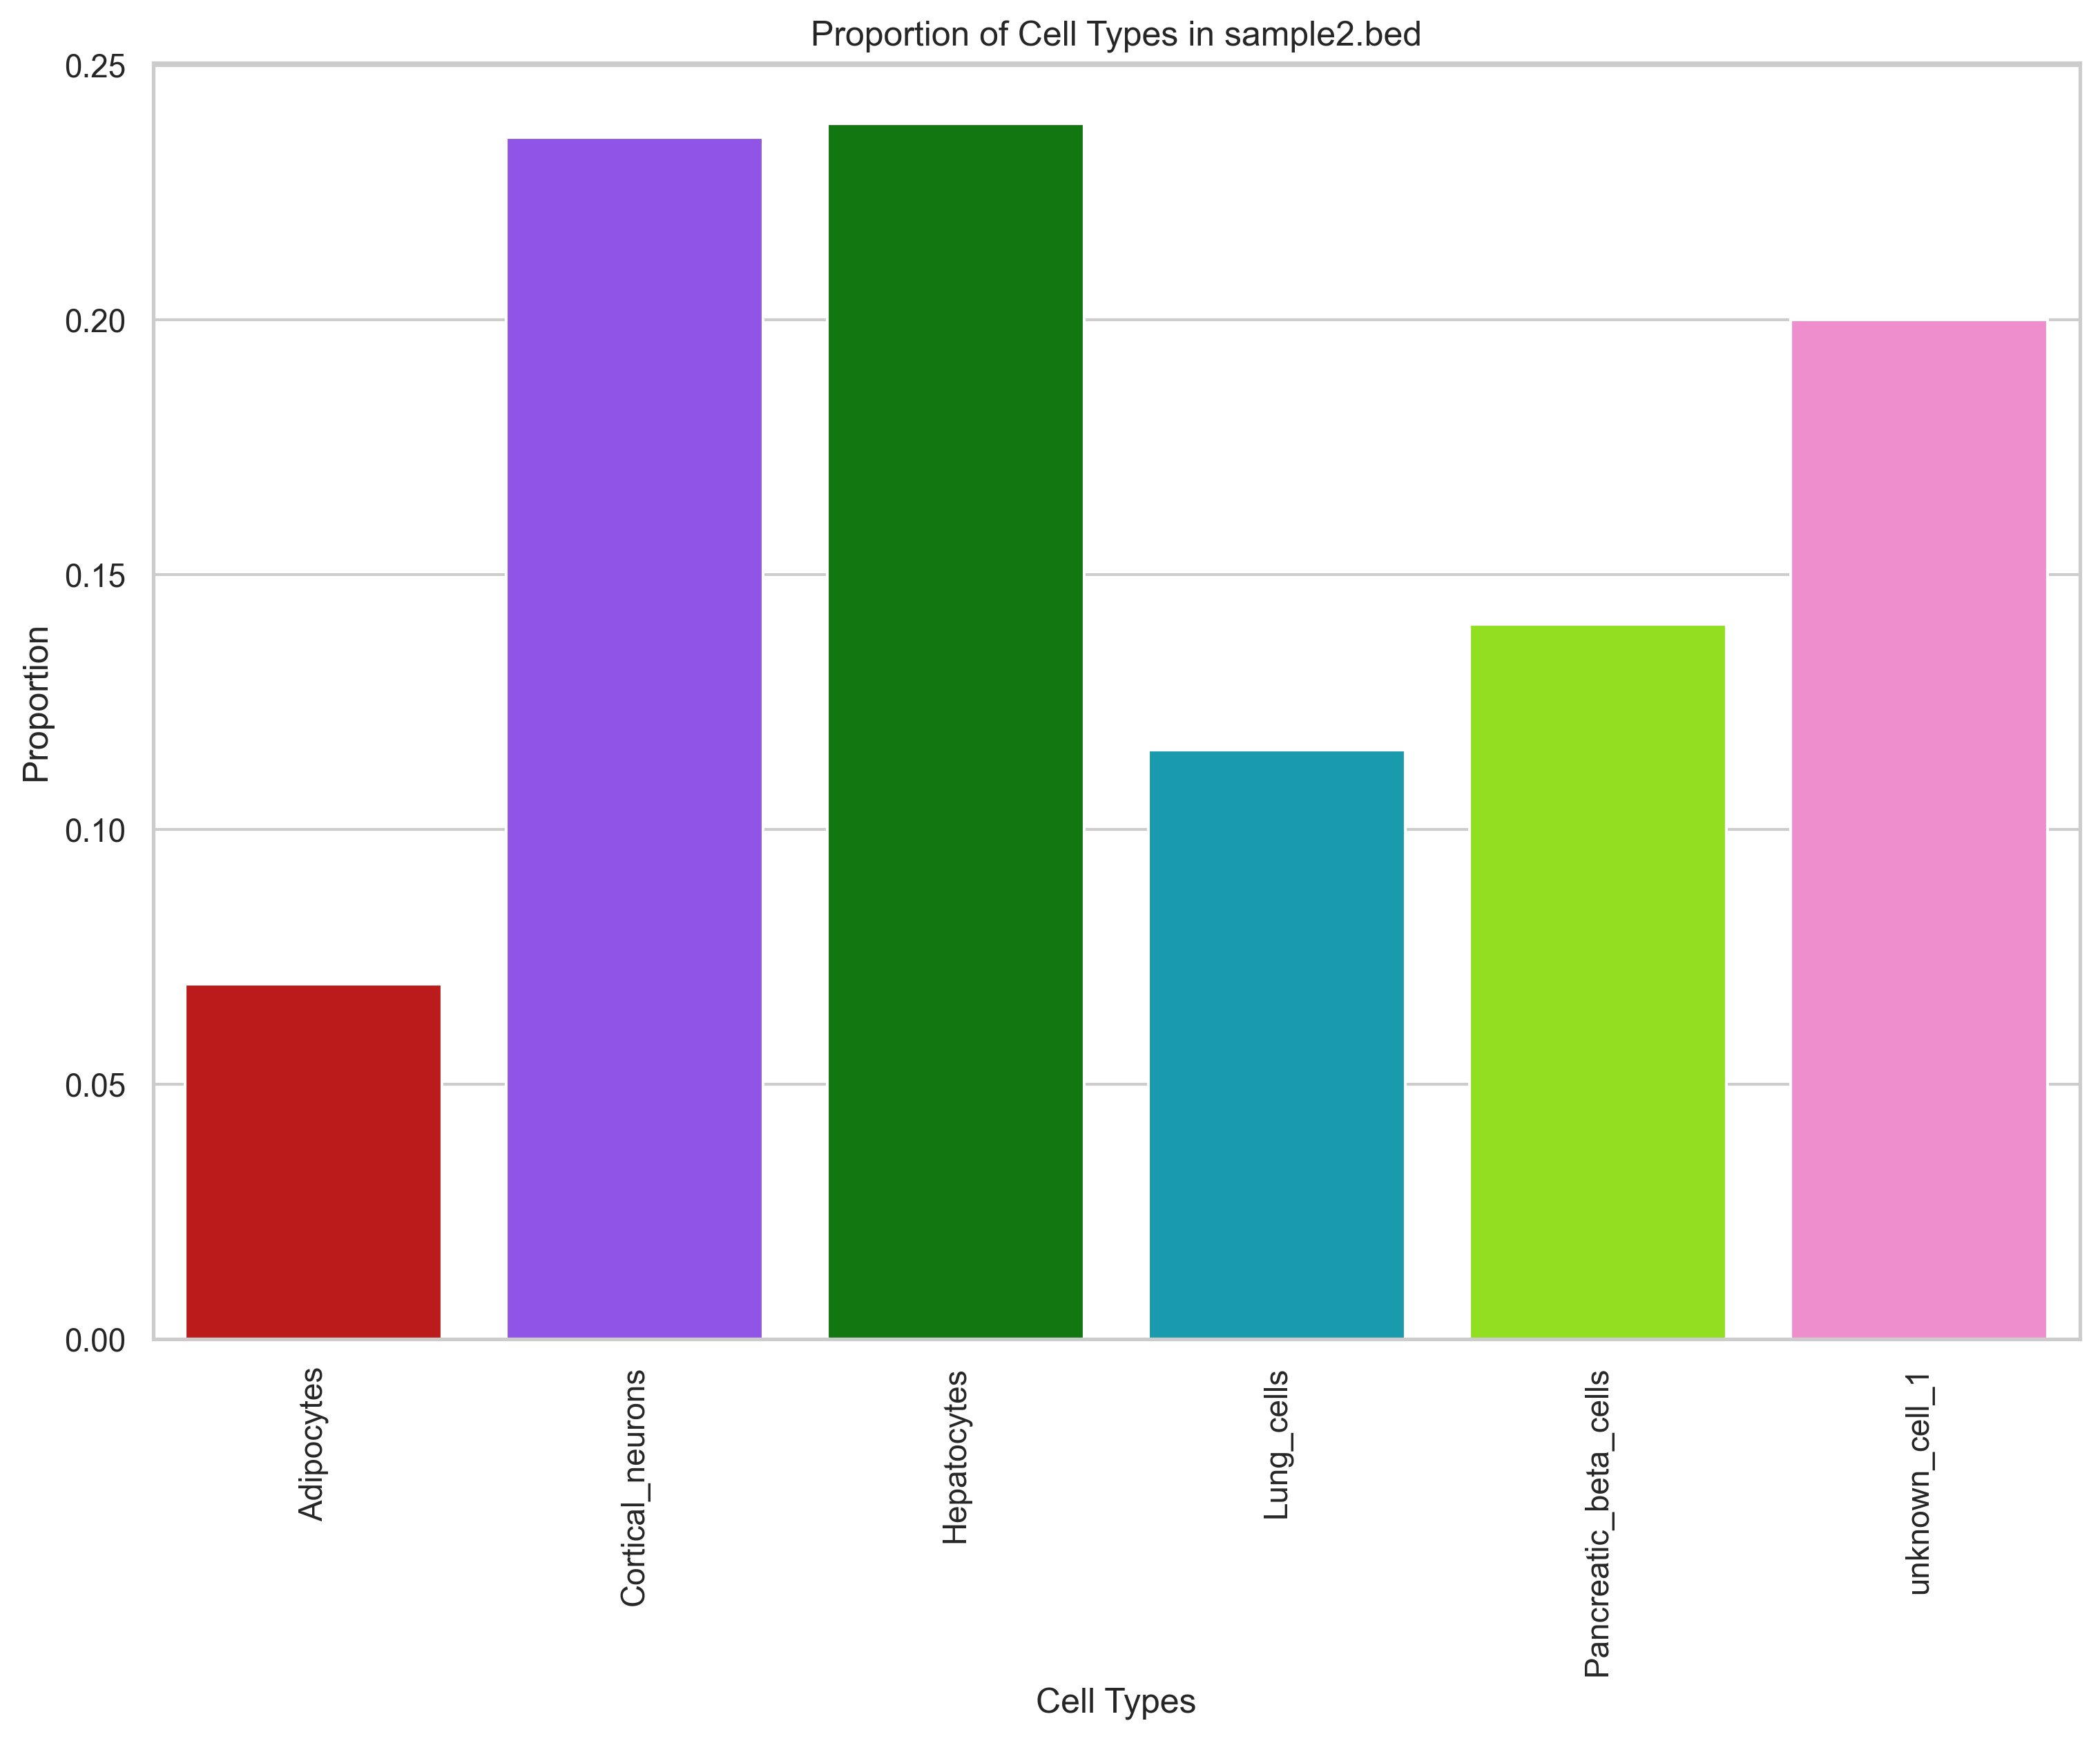 Proportion of Cell Types in sample2.bed
0.25
0.20
0.15
0.10
0.05
0.00
Proportion
Adipocytes
Cortical_neurons
Hepatocytes
Lung_cells
Pancreatic_beta_cells
unknown_cell_1
Cell Types